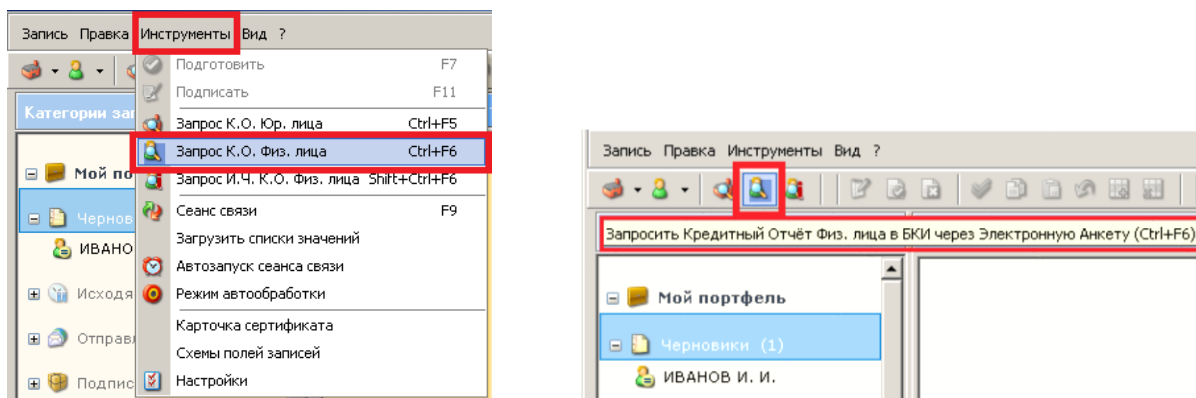 Запись Правка Инструменты Вид ?
Подготовить F7
Подписать F11
Категории за
Запрос К.О. Юр. лица Ctrl+F5
Запрос К.О. Физ. лица Ctrl+F6
Мой по
Запрос И.Ч. К.О. Физ. лица Shift+Ctrl+F6
Чернов
Сеанс связи F9
ИВАНО
Загрузить списки значений
Автозапуск сеанса связи
Исходя
Режим автообработки
Карточка сертификата
Отправ
Схемы полей записей
Подпис
Настройки
Запись Правка Инструменты Вид ?
Запросить Кредитный Отчёт Физ. лица в БКИ через Электронную Анкету (Ctrl+F6)
Мой портфель
Черновики (1)
ИВАНОВ И. И.